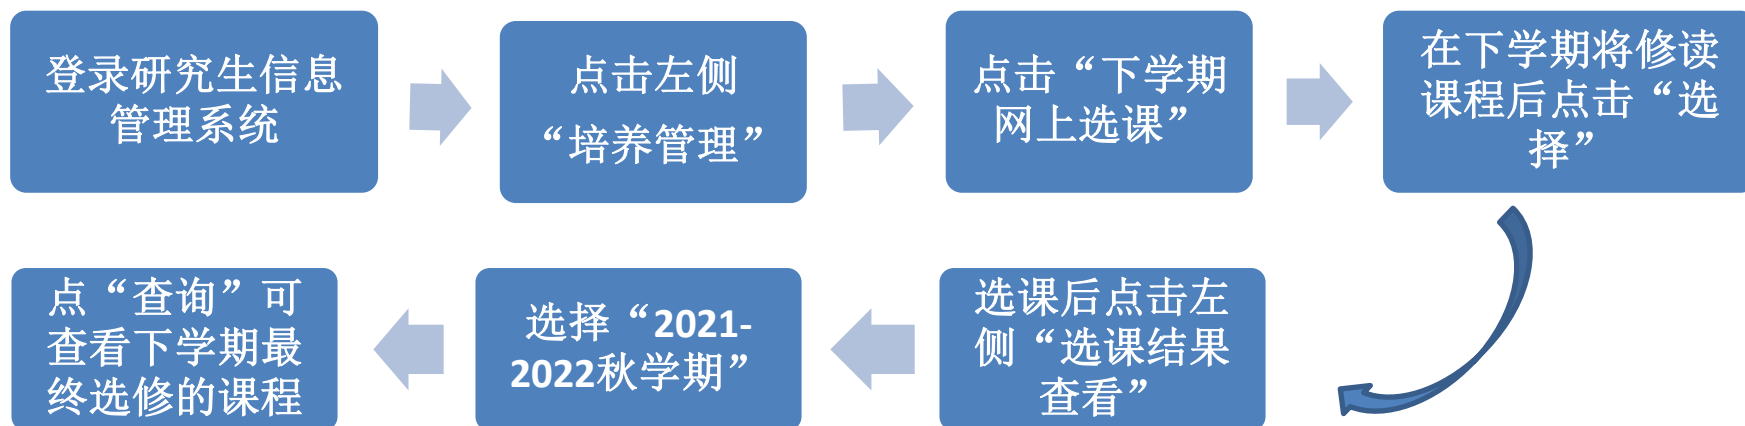 登录研究生信息
管理系统
点击左侧
“培养管理”
点击“下学期
网上选课”
在下学期将修读
课程后点击“选
择”
选课后点击左
侧“选课结果
查看”
选择“2021-
2022秋学期”
点“查询”可
查看下学期最
终选修的课程